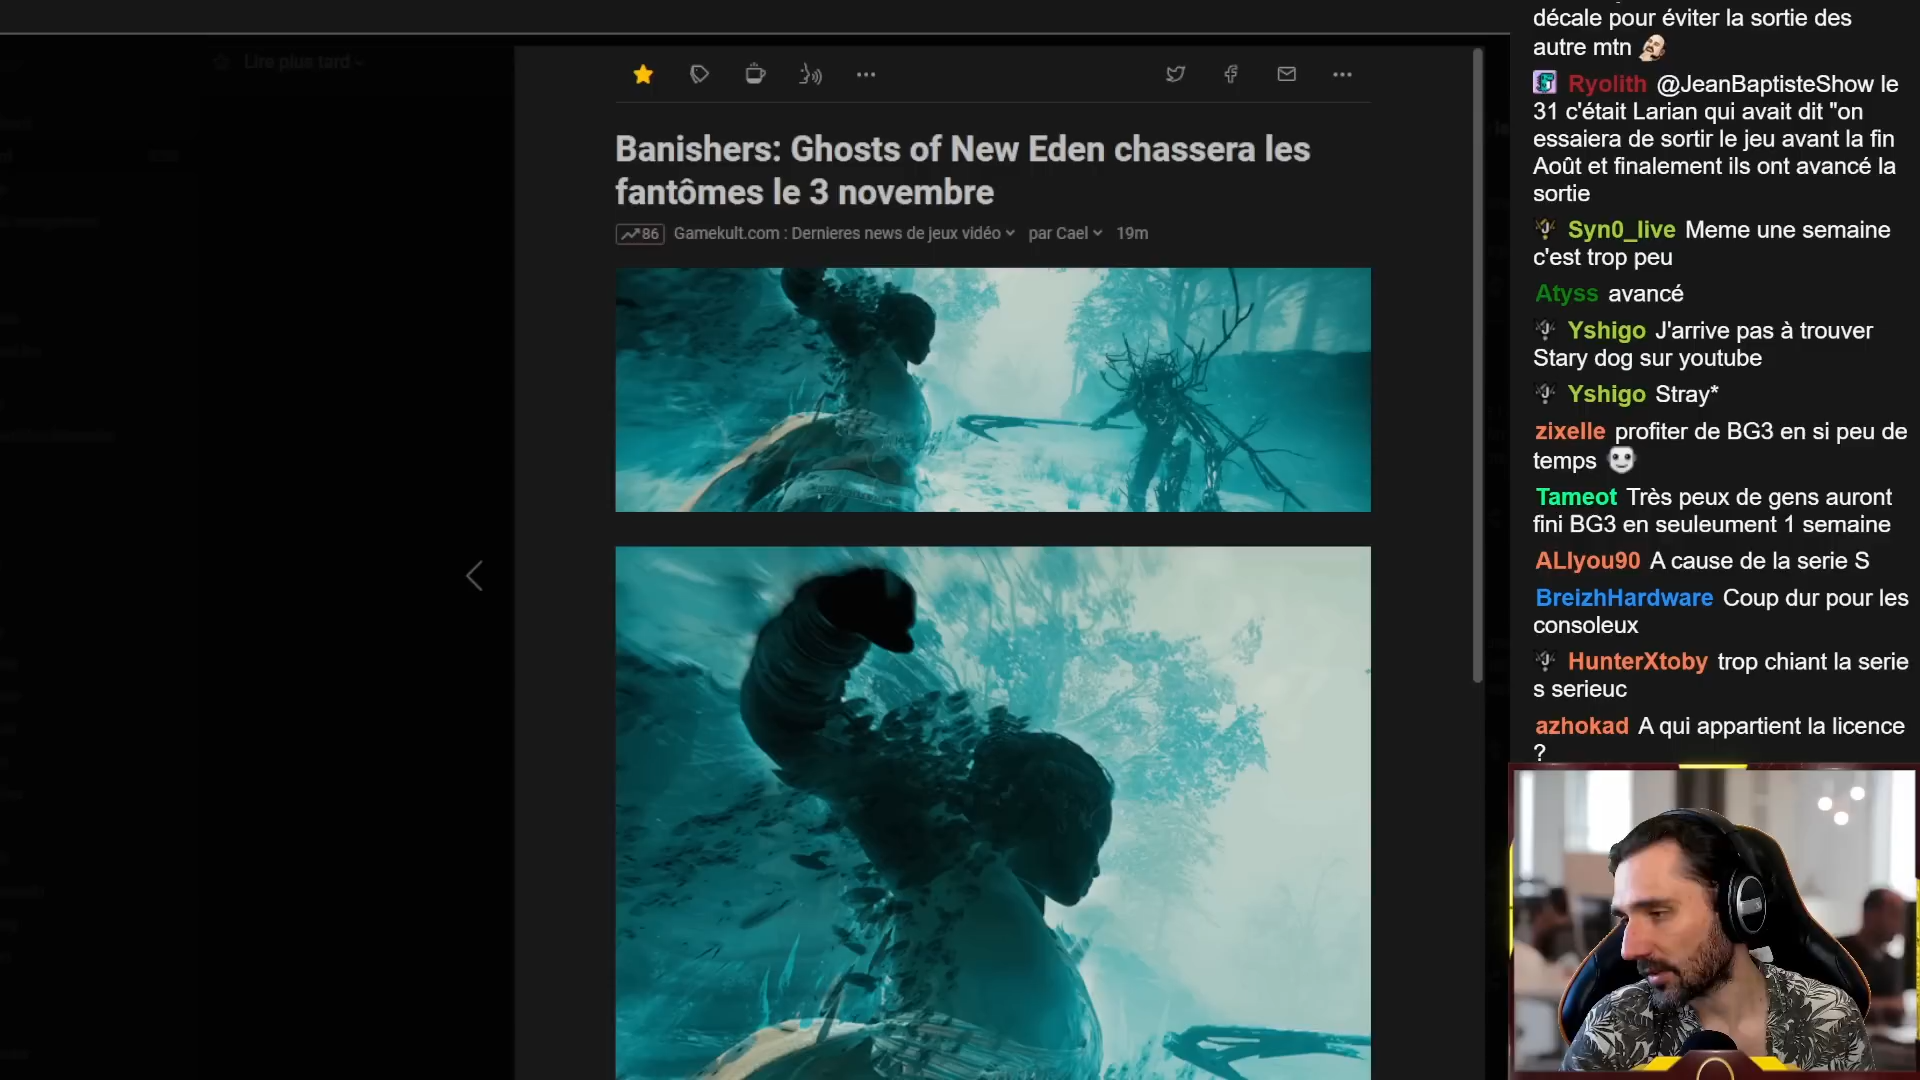 Lire plus tard
Banishers: Ghosts of New Eden chassera les
fantômes le 3 novembre
86 Gamekult.com : Dernieres news de jeux vidéo par Cael 19m
décale pour éviter la sortie des
autre mtn
Ryolith @JeanBaptisteShow le
31 c'était Larian qui avait dit "on
essaiera de sortir le jeu avant la fin
Août et finalement ils ont avancé la
sortie
Syn0_live Meme une semaine
c'est trop peu
Atyss avancé
Yshigo J'arrive pas à trouver
Stary dog sur youtube
Yshigo Stray*
zixelle profiter de BG3 en si peu de
temps
Tameot Très peux de gens auront
fini BG3 en seuleument 1 semaine
ALIyou90 A cause de la serie S
BreizhHardware Coup dur pour les
consoleux
HunterXtoby trop chiant la serie
s serieuc
azhokad A qui appartient la licence
?